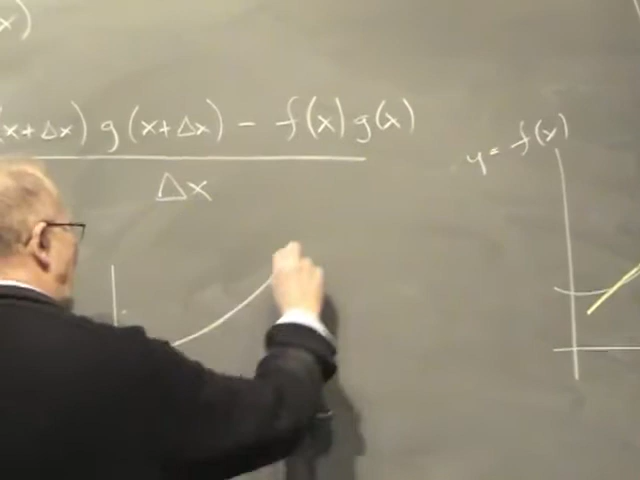 x)
(x+Δx) g(x+Δx) - f(x) g(x)
Δx
y = f(x)